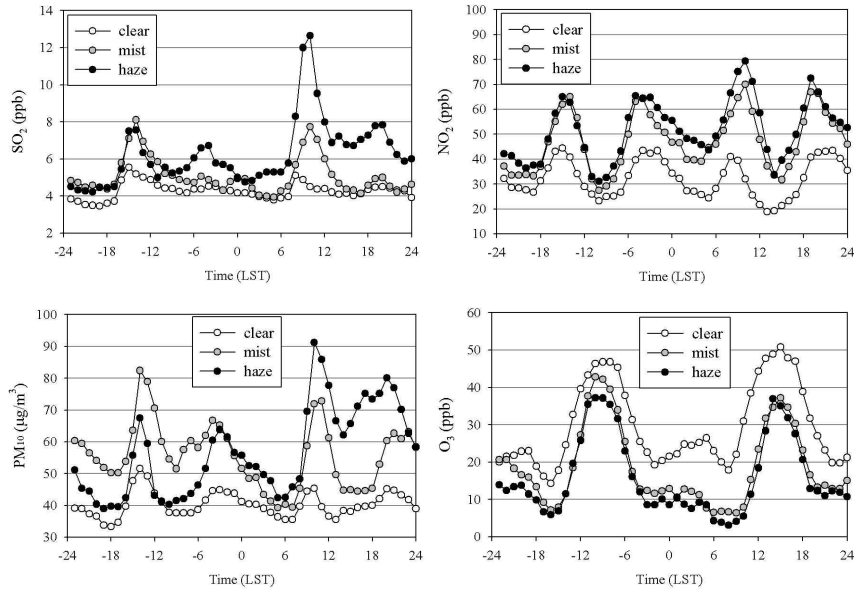 SO2 (ppb)
14
12
10
8
6
4
2
clear
mist
haze
-24 -18 -12 -6 0 6 12 18 24
Time (LST)
NO2 (ppb)
100
90
80
70
60
50
40
30
20
10
clear
mist
haze
-24 -18 -12 -6 0 6 12 18 24
Time (LST)
PM10 (µg/m3)
100
90
80
70
60
50
40
30
clear
mist
haze
-24 -18 -12 -6 0 6 12 18 24
Time (LST)
O3 (ppb)
60
50
40
30
20
10
0
clear
mist
haze
-24 -18 -12 -6 0 6 12 18 24
Time (LST)